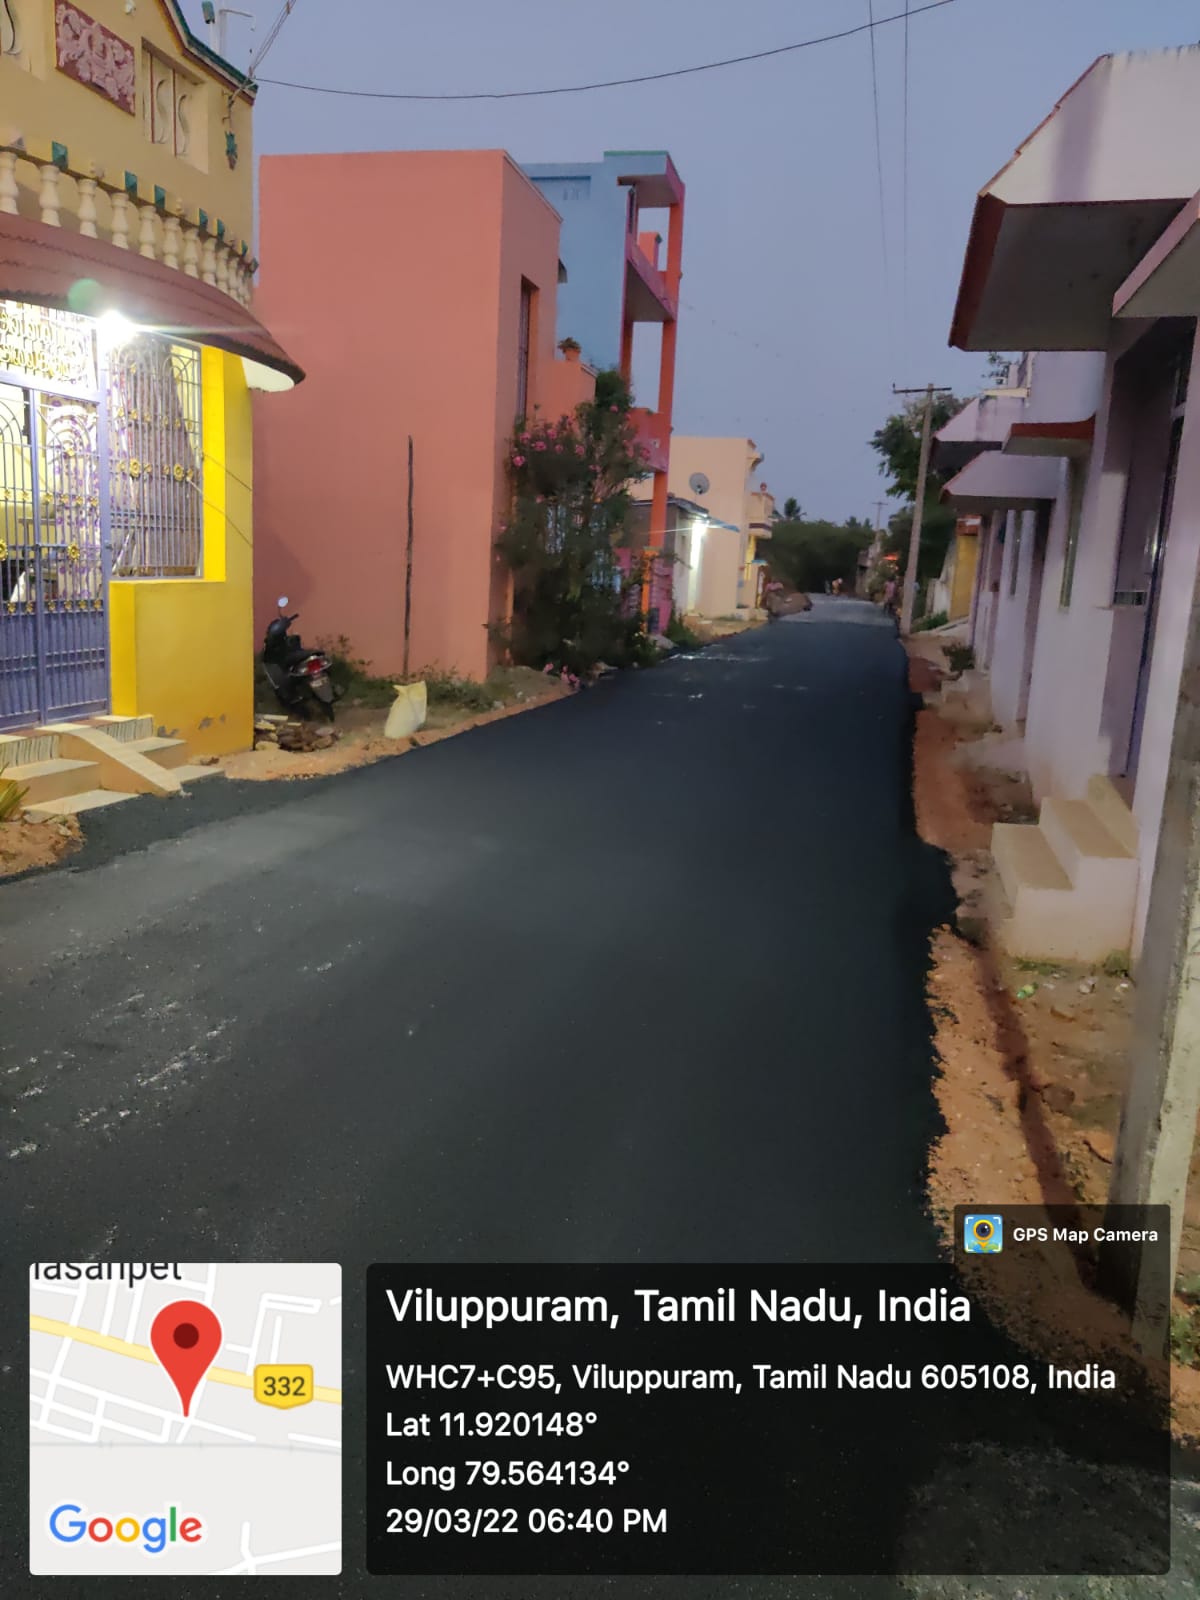 GPS Map Camera
332
Google
Viluppuram, Tamil Nadu, India
WHC7+C95, Viluppuram, Tamil Nadu 605108, India
Lat 11.920148°
Long 79.564134°
29/03/22 06:40 PM